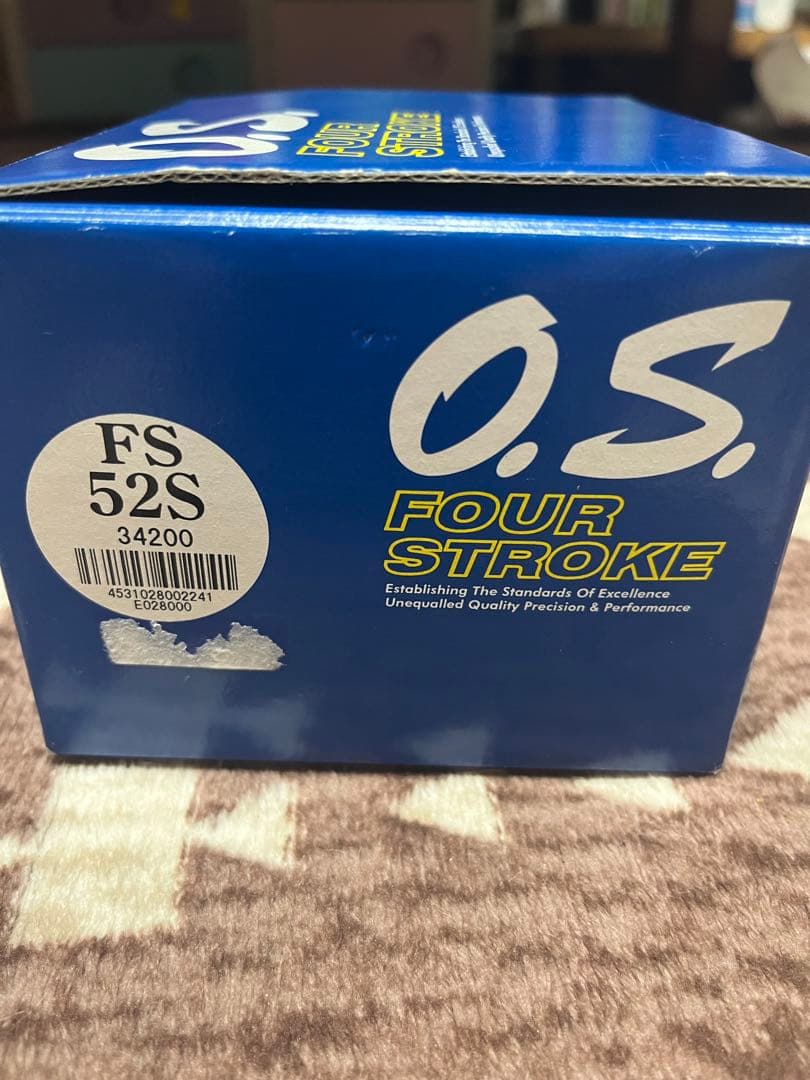 O.S.
FOUR
STROKE
FS
52S
34200
4531028002241
E028000
O.S.
FOUR
STROKE
Establishing The Standards Of Excellence
Unequalled Quality Precision & Performance